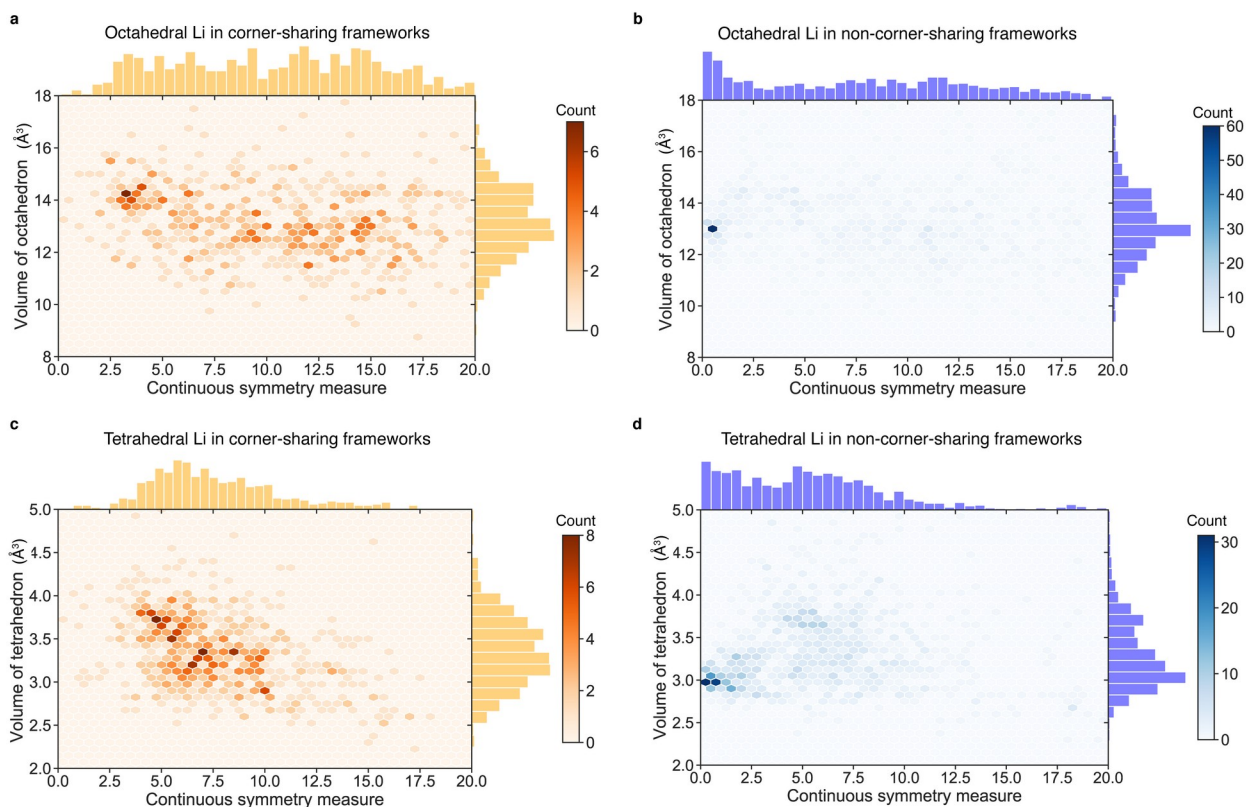 a
Octahedral Li in corner-sharing frameworks
18
16
14
12
10
8
Volume of octahedron (Å³)
0.0 2.5 5.0 7.5 10.0 12.5 15.0 17.5 20.0
Continuous symmetry measure
Count
6
4
2
0
b
Octahedral Li in non-corner-sharing frameworks
18
16
14
12
10
8
Volume of octahedron (Å³)
0.0 2.5 5.0 7.5 10.0 12.5 15.0 17.5 20.0
Continuous symmetry measure
Count
60
50
40
30
20
10
0
c
Tetrahedral Li in corner-sharing frameworks
5.0
4.5
4.0
3.5
3.0
2.5
2.0
Volume of tetrahedron (Å³)
0.0 2.5 5.0 7.5 10.0 12.5 15.0 17.5 20.0
Continuous symmetry measure
Count
8
6
4
2
0
d
Tetrahedral Li in non-corner-sharing frameworks
5.0
4.5
4.0
3.5
3.0
2.5
2.0
Volume of tetrahedron (Å³)
0.0 2.5 5.0 7.5 10.0 12.5 15.0 17.5 20.0
Continuous symmetry measure
Count
30
20
10
0